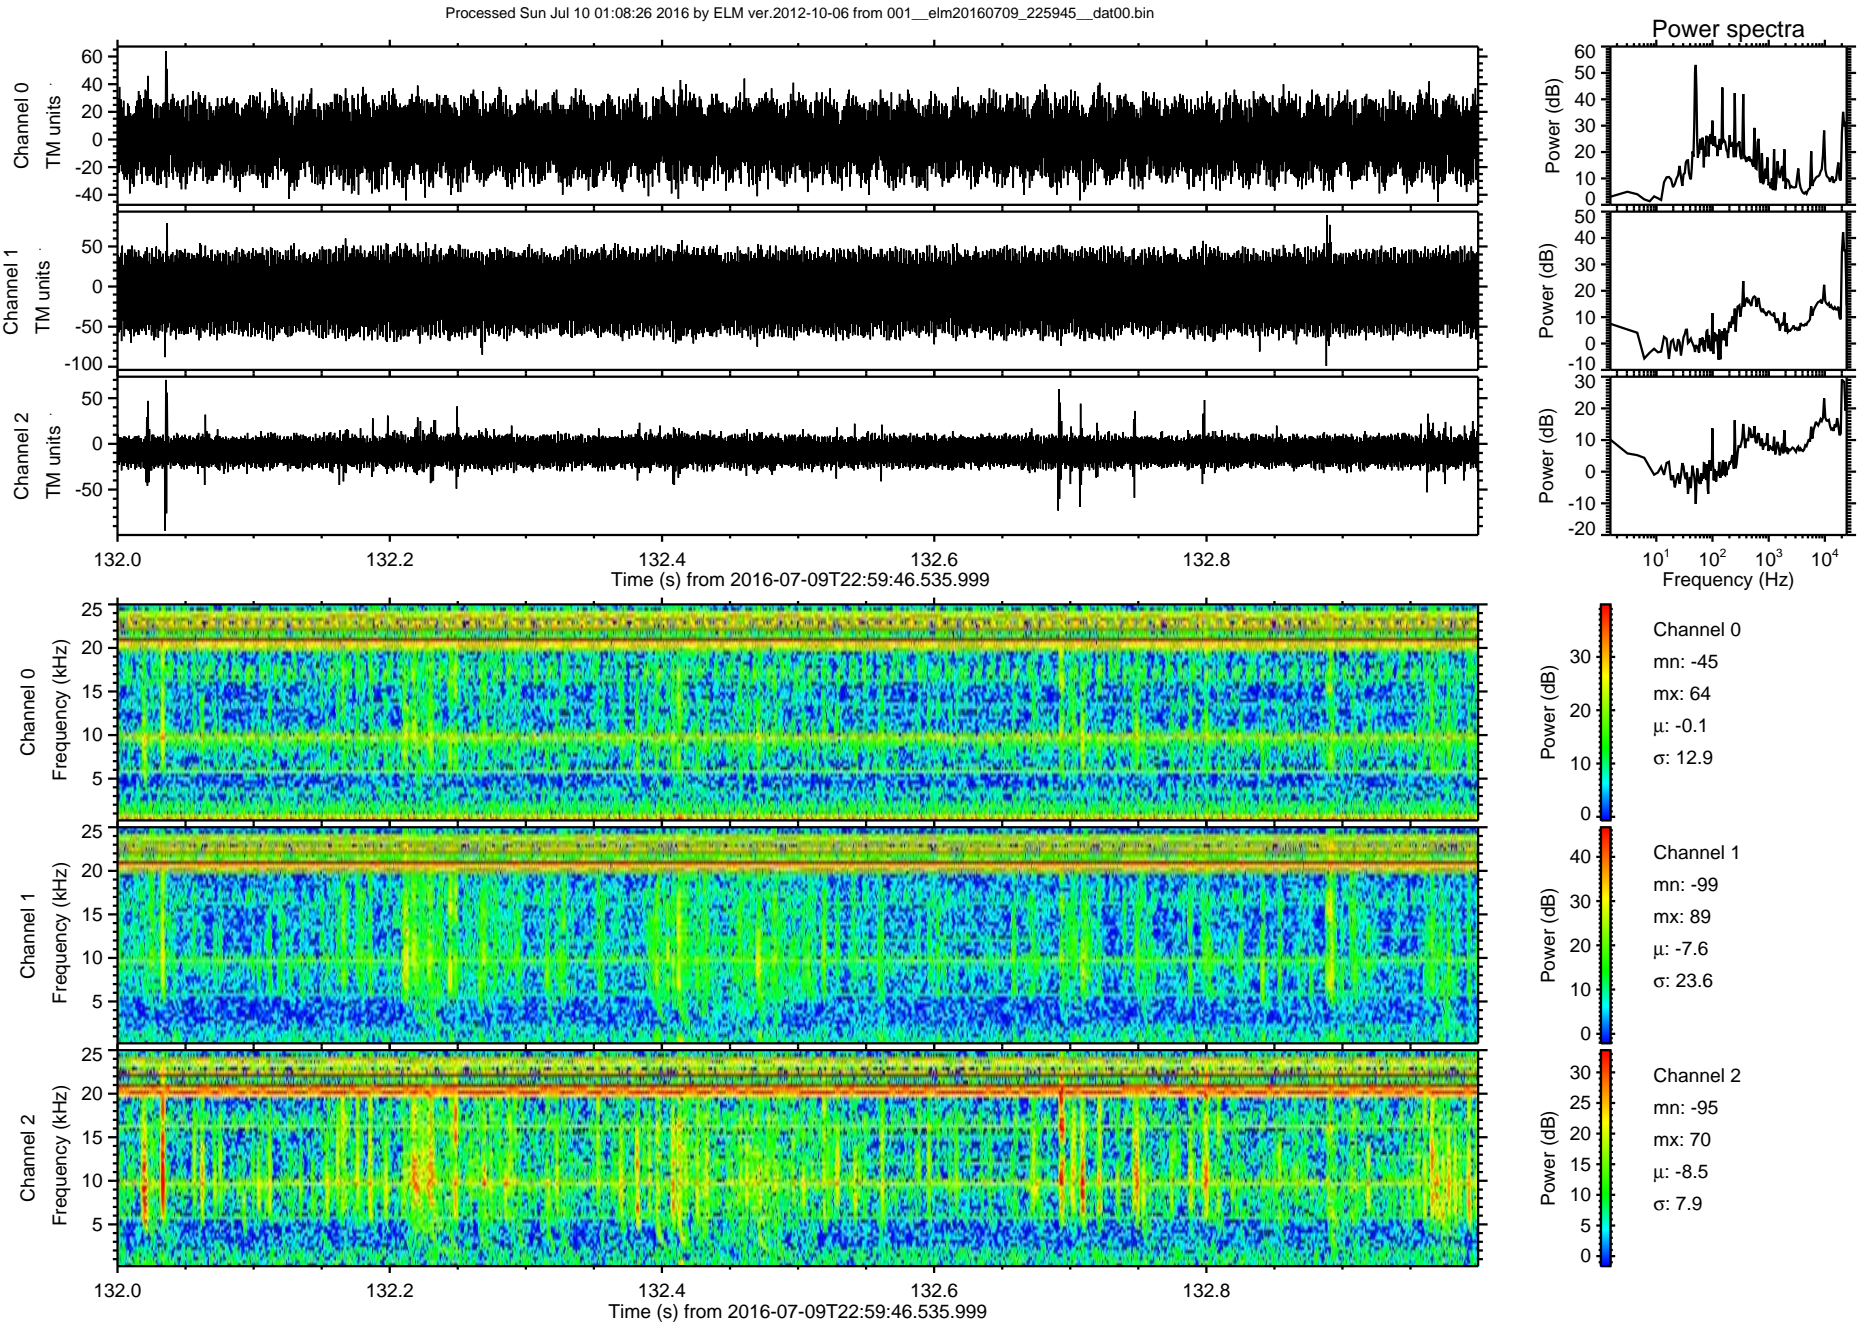 Processed Sun Jul 10 01:08:26 2016 by ELM ver.2012-10-06 from 001__elm20160709_225945__dat00.bin
Power spectra
Channel 0
TM units
60
40
20
0
-20
-40
Channel 1
TM units
50
0
-50
-100
Channel 2
TM units
50
0
-50
132.0
132.2
132.4
132.6
132.8
Time (s) from 2016-07-09T22:59:46.535.999
Power (dB)
60
50
40
30
20
10
0
Power (dB)
50
40
30
20
10
0
-10
Power (dB)
30
20
10
0
-10
-20
10^1
10^2
10^3
10^4
Frequency (Hz)
Channel 0
Frequency (kHz)
25
20
15
10
5
Power (dB)
30
20
10
0
Channel 0
mn: -45
mx: 64
μ: -0.1
σ: 12.9
Channel 1
Frequency (kHz)
25
20
15
10
5
Power (dB)
40
30
20
10
0
Channel 1
mn: -99
mx: 89
μ: -7.6
σ: 23.6
Channel 2
Frequency (kHz)
25
20
15
10
5
Power (dB)
30
25
20
15
10
5
0
Channel 2
mn: -95
mx: 70
μ: -8.5
σ: 7.9
132.0
132.2
132.4
132.6
132.8
Time (s) from 2016-07-09T22:59:46.535.999